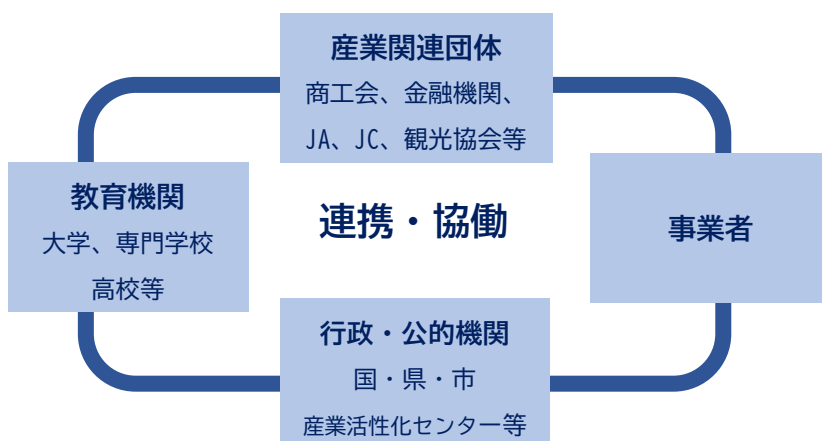 産業関連団体
商工会、金融機関、
JA、JC、観光協会等
教育機関
大学、専門学校
高校等
連携・協働
事業者
行政・公的機関
国・県・市
産業活性化センター等